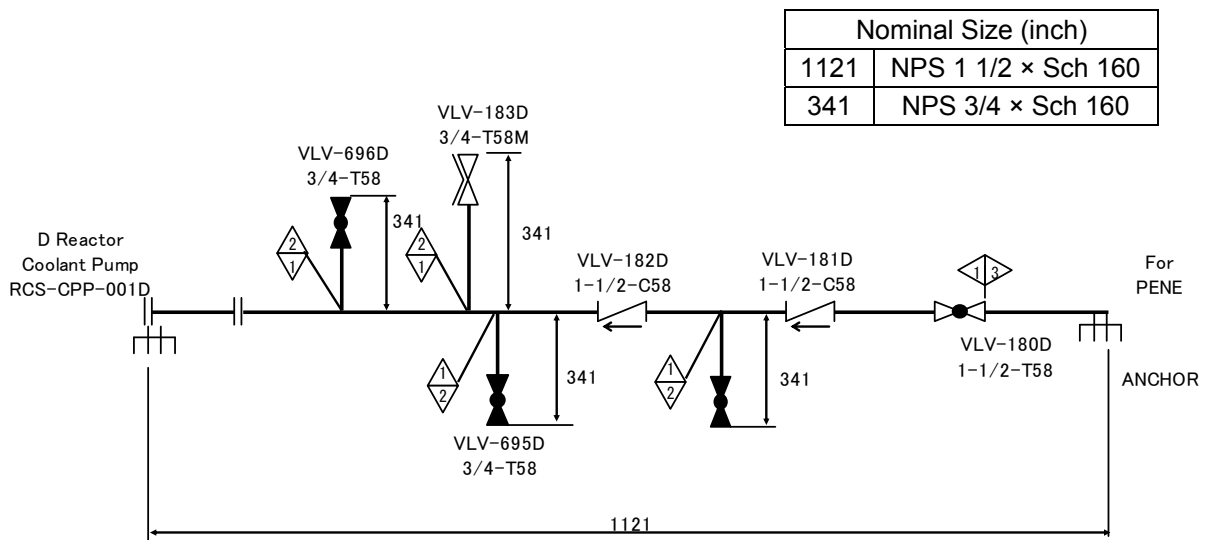 Nominal Size (inch)
1121 NPS 1 1/2 × Sch 160
341 NPS 3/4 × Sch 160
VLV-183D
3/4-T58M
VLV-696D
3/4-T58
341
341
2
1
2
1
D Reactor
Coolant Pump
RCS-CPP-001D
VLV-182D
1-1/2-C58
VLV-181D
1-1/2-C58
1 3
For
PENE
VLV-180D
1-1/2-T58
ANCHOR
1
2
341
1
2
341
VLV-695D
3/4-T58
1121